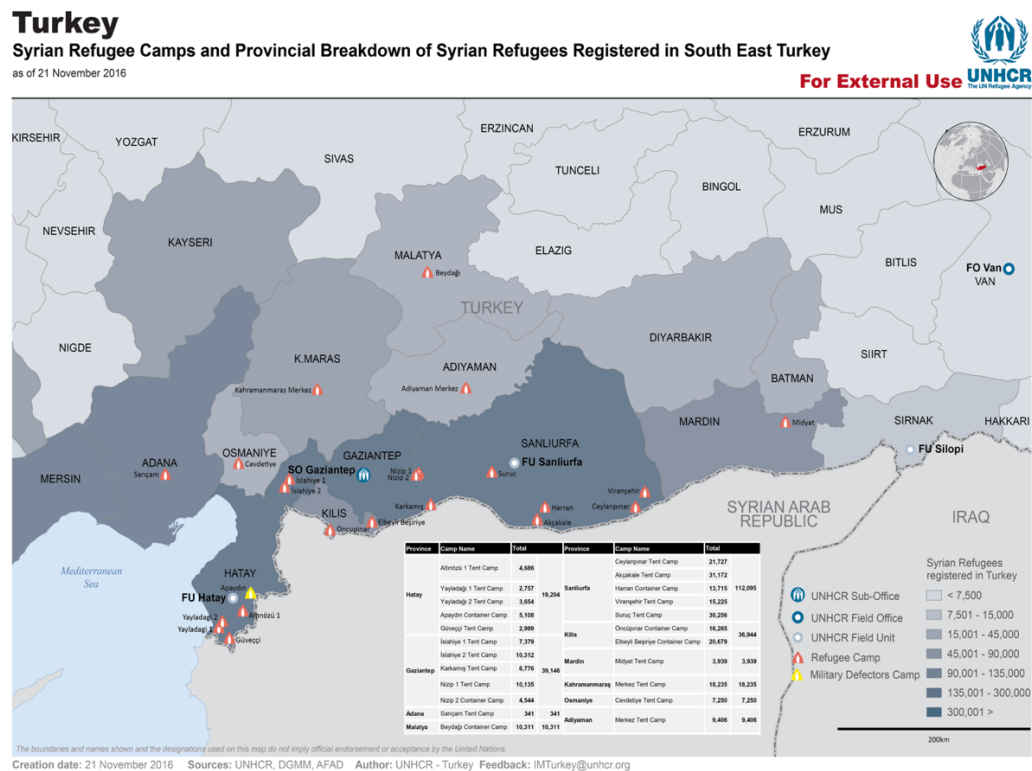 Turkey
Syrian Refugee Camps and Provincial Breakdown of Syrian Refugees Registered in South East Turkey
as of 21 November 2016
For External Use
UNHCR
The UN Refugee Agency
KIRSEHIR
YOZGAT
SIVAS
ERZINCAN
TUNCELI
ERZURUM
BINGOL
MUS
NEVSEHIR
KAYSERI
MALATYA
Beydağı
ELAZIG
BITLIS
FO Van
VAN
TURKEY
NIGDE
K.MARAS
Kahramanmaras Merkez
ADIYAMAN
Adiyaman Merkez
DIYARBAKIR
BATMAN
SIIRT
MARDIN
Midyat
SIRNAK
HAKKARI
FU Silopi
MERSIN
ADANA
Sarıçam
OSMANIYE
Cevdetiye
SO Gaziantep
GAZIANTEP
İslahiye 1
İslahiye 2
Nizip 1
Nizip 2
SANLIURFA
FU Sanliurfa
Suruc
Karkamış
KILIS
Oncupinar
Elbeyli Beşiriye
Harran
Akçakale
Viranşehir
Ceylanpınar
SYRIAN ARAB
REPUBLIC
IRAQ
Mediterranean
Sea
HATAY
Apaydın
FU Hatay
Altınözü 1
Yayladagi 2
Yayladagi 1
Güveççi
Province Camp Name Total Province Camp Name Total
Hatay Altınözü 1 Tent Camp 4,686 19,204
Yayladağı 1 Tent Camp 2,757
Yayladağı 2 Tent Camp 3,654
Apaydın Container Camp 5,108
Güveççi Tent Camp 2,999
Gaziantep İslahiye 1 Tent Camp 7,379 39,146
İslahiye 2 Tent Camp 10,312
Karkamış Tent Camp 6,776
Nizip 1 Tent Camp 10,135
Nizip 2 Container Camp 4,544
Adana Sarıçam Tent Camp 341 341
Malatya Beydağı Container Camp 10,311 10,311
Sanliurfa Ceylanpınar Tent Camp 21,727 112,095
Akçakale Tent Camp 31,172
Harran Container Camp 13,715
Viranşehir Tent Camp 15,225
Suruç Tent Camp 30,256
Kilis Öncüpınar Container Camp 16,265 36,944
Elbeyli Beşiriye Container Camp 20,679
Mardin Midyat Tent Camp 3,939 3,939
Kahramanmaraş Merkez Tent Camp 18,235 18,235
Osmaniye Cevdetiye Tent Camp 7,250 7,250
Adiyaman Merkez Tent Camp 9,406 9,406
UNHCR Sub-Office
UNHCR Field Office
UNHCR Field Unit
Refugee Camp
Military Defectors Camp
Syrian Refugees
registered in Turkey
< 7,500
7,501 - 15,000
15,001 - 45,000
45,001 - 90,000
90,001 - 135,000
135,001 - 300,000
300,001 >
200km
The boundaries and names shown and the designations used on this map do not imply official endorsement or acceptance by the United Nations.
Creation date: 21 November 2016 Sources: UNHCR, DGMM, AFAD Author: UNHCR - Turkey Feedback: IMTurkey@unhcr.org